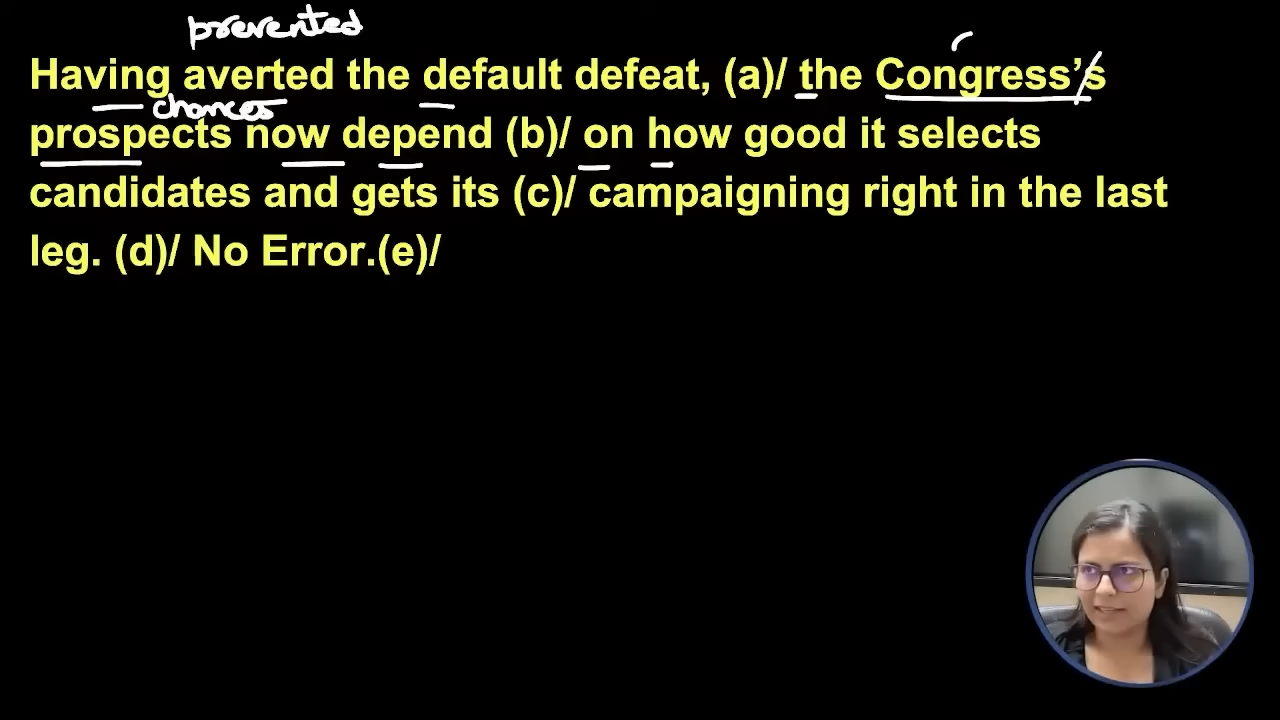 prevented
Having averted the default defeat, (a)/ the Congress's
chances
prospects now depend (b)/ on how good it selects
candidates and gets its (c)/ campaigning right in the last
leg. (d)/ No Error.(e)/